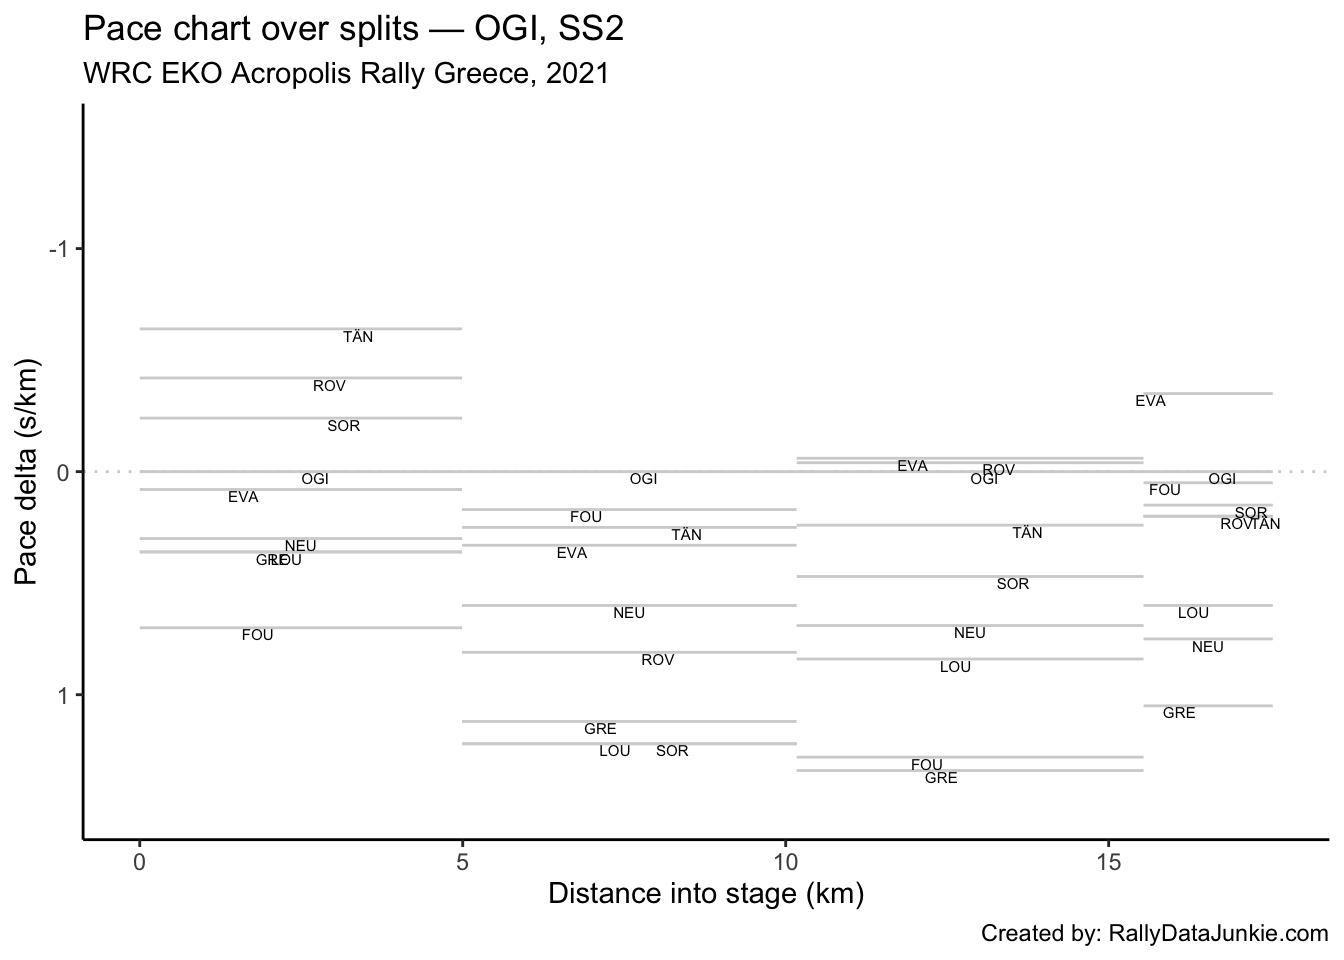 Pace chart over splits — OGI, SS2
WRC EKO Acropolis Rally Greece, 2021
Pace delta (s/km)
-1
0
1
TÄN
ROV
SOR
OGI
EVA
NEU
GRE
LOU
FOU
OGI
FOU
TÄN
EVA
NEU
ROV
GRE
LOU
SOR
EVA
ROV
OGI
TÄN
SOR
NEU
LOU
FOU
GRE
EVA
OGI
FOU
SOR
ROV
TÄN
LOU
NEU
GRE
0 5 10 15
Distance into stage (km)
Created by: RallyDataJunkie.com